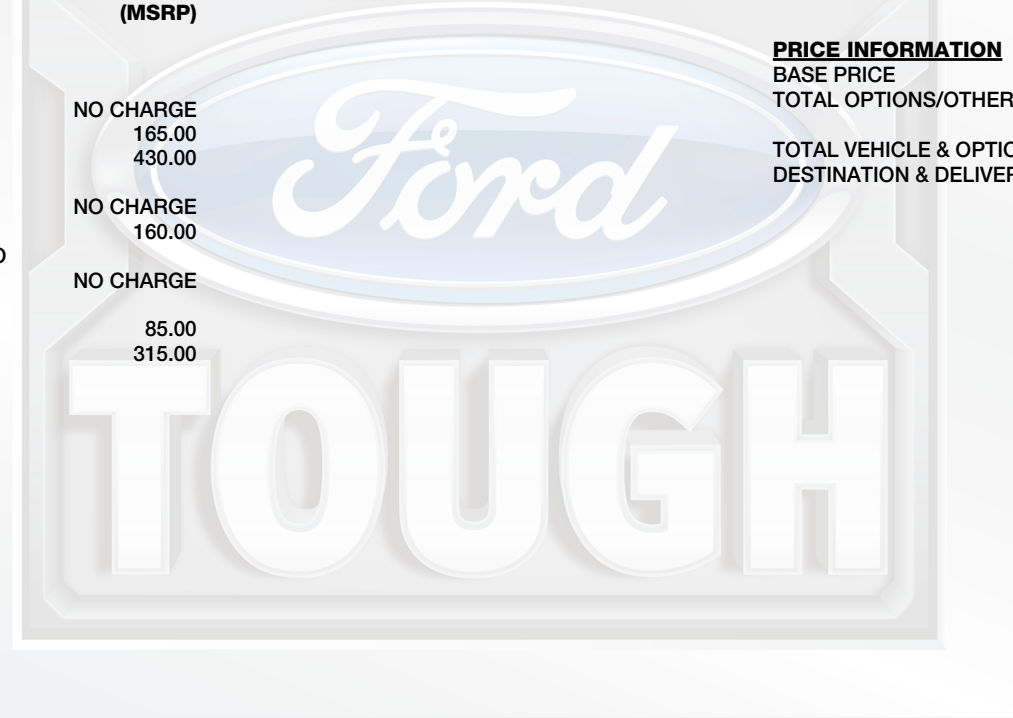 (MSRP)
NO CHARGE
165.00
430.00
NO CHARGE
160.00
NO CHARGE
85.00
315.00
PRICE INFORMATION
BASE PRICE
TOTAL OPTIONS/OTHER
TOTAL VEHICLE & OPTIO
DESTINATION & DELIVER
Ford
TOUGH